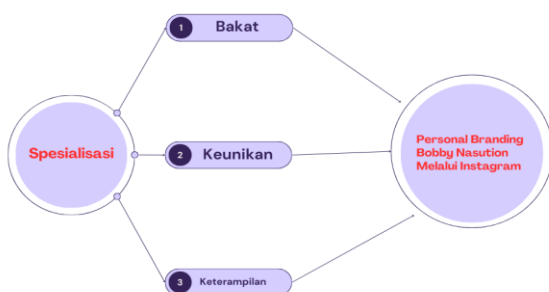 1 Bakat
Spesialisasi
2 Keunikan
Personal Branding
Bobby Nasution
Melalui Instagram
3 Keterampilan